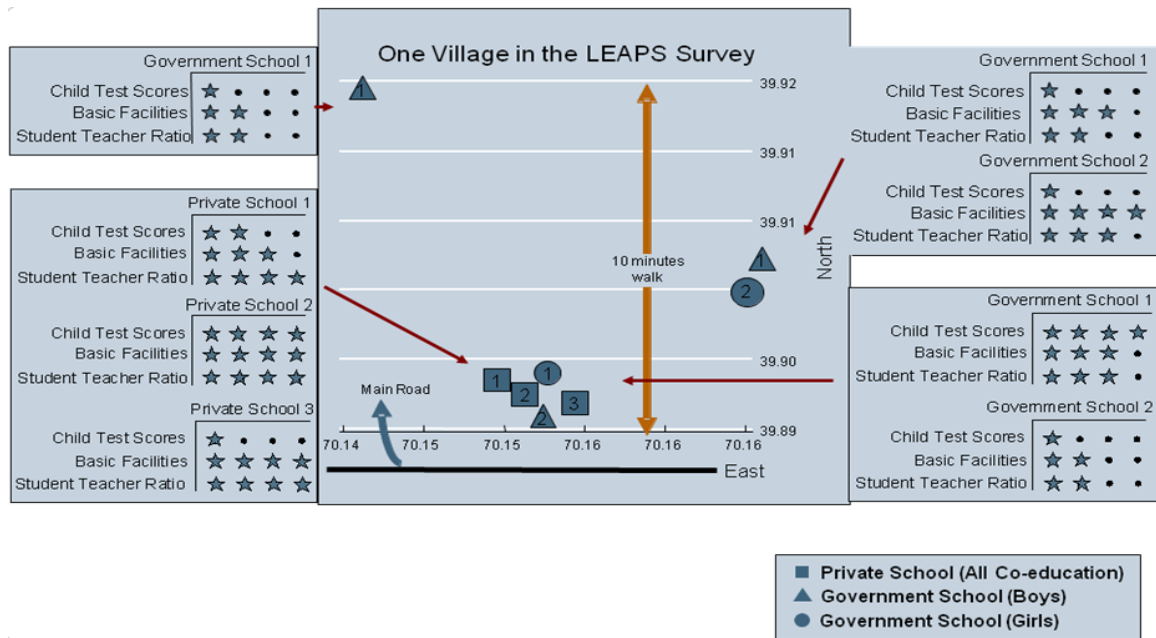 One Village in the LEAPS Survey
Government School 1
Child Test Scores
Basic Facilities
Student Teacher Ratio
Private School 1
Child Test Scores
Basic Facilities
Student Teacher Ratio
Private School 2
Child Test Scores
Basic Facilities
Student Teacher Ratio
Private School 3
Child Test Scores
Basic Facilities
Student Teacher Ratio
1
39.92
39.91
39.91
39.90
39.89
North
10 minutes
walk
1
2
1
1
2
3
2
Main Road
70.14
70.15
70.15
70.16
70.16
70.16
East
Government School 1
Child Test Scores
Basic Facilities
Student Teacher Ratio
Government School 2
Child Test Scores
Basic Facilities
Student Teacher Ratio
Government School 1
Child Test Scores
Basic Facilities
Student Teacher Ratio
Government School 2
Child Test Scores
Basic Facilities
Student Teacher Ratio
Private School (All Co-education)
Government School (Boys)
Government School (Girls)